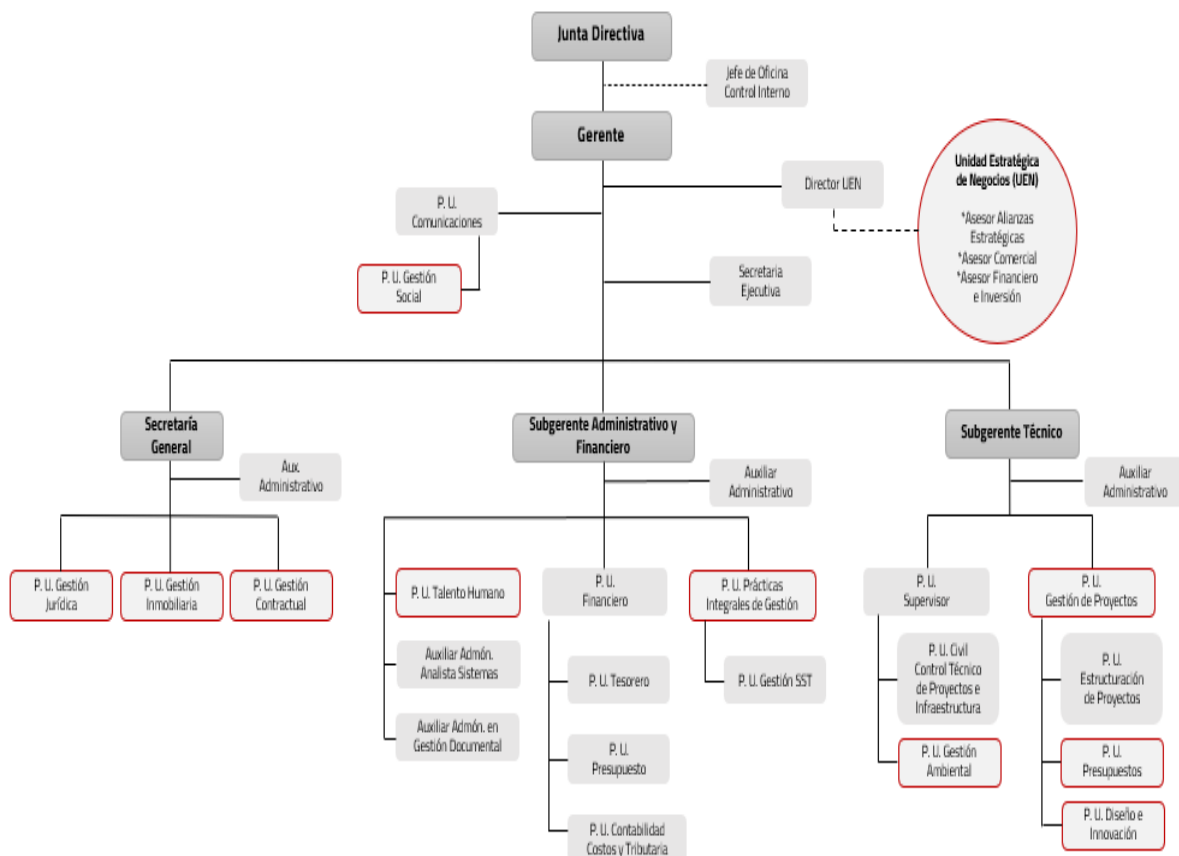 Junta Directiva
Jefe de Oficina
Control Interno
Gerente
Unidad Estratégica
de Negocios (UEN)
*Asesor Alianzas
Estratégicas
*Asesor Comercial
*Asesor Financiero
e Inversión
Director UEN
P. U.
Comunicaciones
P. U. Gestión
Social
Secretaria
Ejecutiva
Secretaría
General
Subgerente Administrativo y
Financiero
Subgerente Técnico
Aux.
Administrativo
Auxiliar
Administrativo
Auxiliar
Administrativo
P. U. Gestión
Jurídica
P. U. Gestión
Inmobiliaria
P. U. Gestión
Contractual
P. U. Talento Humano
P. U.
Financiero
P. U. Prácticas
Integrales de Gestión
P. U.
Supervisor
P. U.
Gestión de Proyectos
Auxiliar Admón.
Analista Sistemas
P. U. Tesorero
P. U. Gestión SST
P. U. Civil
Control Técnico
de Proyectos e
Infraestructura
P. U.
Estructuración
de Proyectos
Auxiliar Admón. en
Gestión Documental
P. U.
Presupuesto
P. U. Gestión
Ambiental
P. U.
Presupuestos
P. U. Contabilidad
Costos y Tributaria
P. U. Diseño e
Innovación